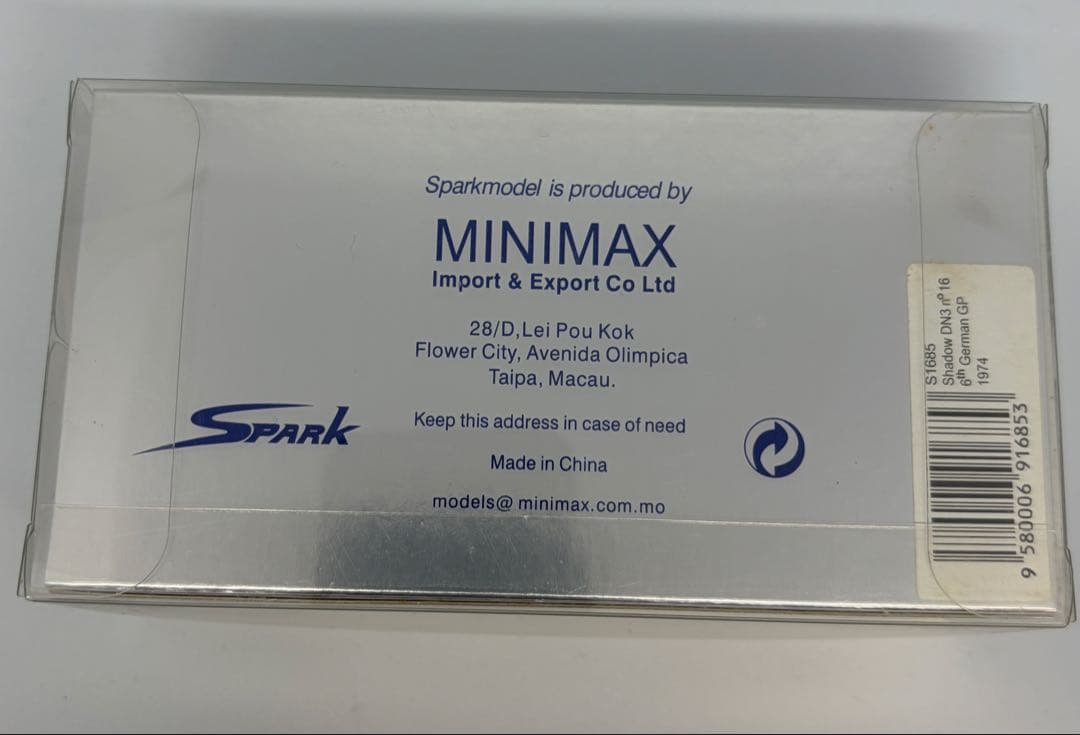 Sparkmodel is produced by
MINIMAX
Import & Export Co Ltd
28/D,Lei Pou Kok
Flower City, Avenida Olimpica
Taipa, Macau.
SPARK
Keep this address in case of need
Made in China
models@ minimax.com.mo
S1685
Shadow DN3 nº16
6th German GP
1974
9 580006 916853